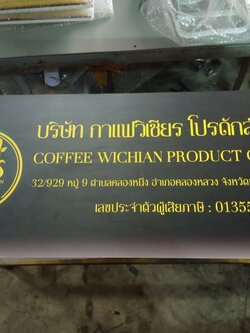 บริษัท กาแฟวิเชียร โปรดักส์
COFFEE WICHIAN PRODUCT
32/929 หมู่ 9 ตำบลคลองหนึ่ง อำเภอคลองหลวง จังหวัด
เลขประจำตัวผู้เสียภาษี : 01355